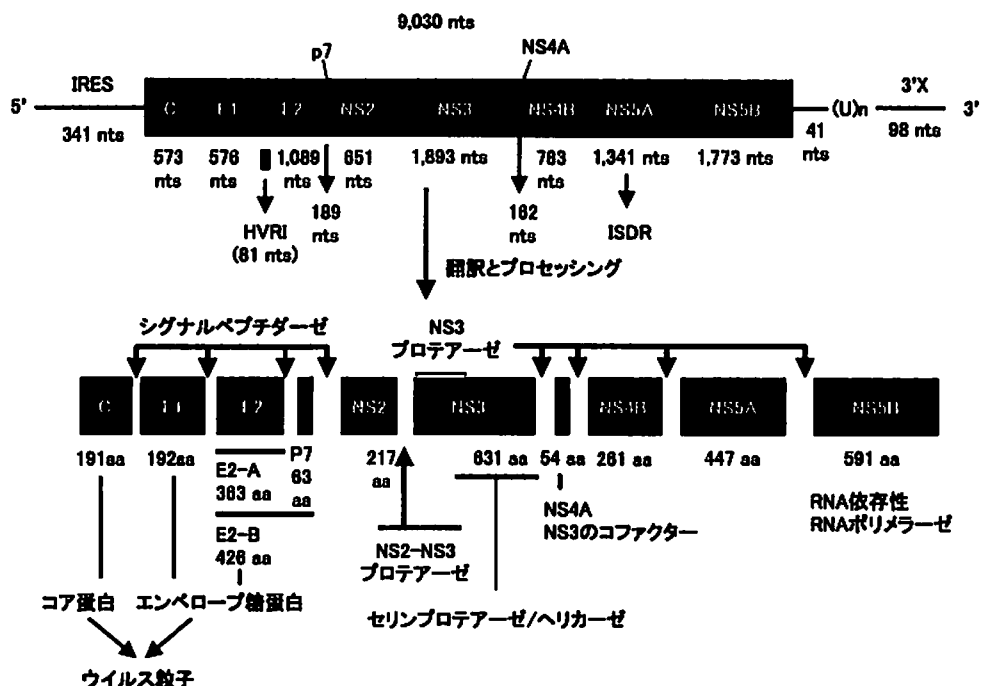 9,030 nts
p7
NS4A
IRES
3'X
5'
C
E1
E2
NS2
NS3
NS4B
NS5A
NS5B
(U)n
3'
341 nts
41
nts
98 nts
573
nts
576
nts
1,089
nts
651
nts
1,893 nts
783
nts
1,341 nts
1,773 nts
HVRI
(81 nts)
189
nts
162
nts
ISDR
翻訳とプロセッシング
シグナルペプチダーゼ
NS3
プロテアーゼ
C
E1
E2
NS2
NS3
NS4B
NS5A
NS5B
191aa
192aa
E2-A
363 aa
P7
63
aa
217
aa
631 aa
54 aa
261 aa
447 aa
591 aa
E2-B
426 aa
NS4A
NS3のコファクター
RNA依存性
RNAポリメラーゼ
NS2-NS3
プロテアーゼ
コア蛋白
エンベロープ糖蛋白
セリンプロテアーゼ/ヘリカーゼ
ウイルス粒子